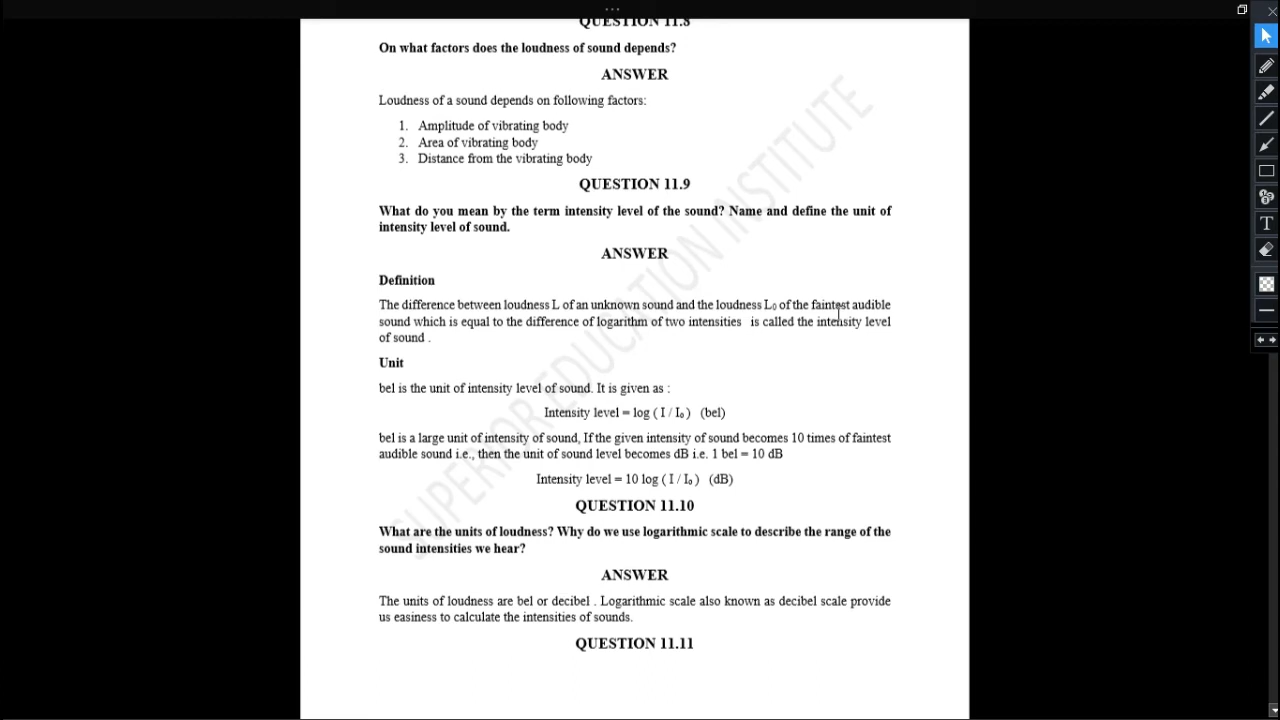 QUESTION 11.8
On what factors does the loudness of sound depends?
ANSWER
Loudness of a sound depends on following factors:
1. Amplitude of vibrating body
2. Area of vibrating body
3. Distance from the vibrating body
QUESTION 11.9
What do you mean by the term intensity level of the sound? Name and define the unit of
intensity level of sound.
ANSWER
Definition
The difference between loudness L of an unknown sound and the loudness L₀ of the faintest audible
sound which is equal to the difference of logarithm of two intensities is called the intensity level
of sound .
Unit
bel is the unit of intensity level of sound. It is given as :
Intensity level = log ( I / I₀ ) (bel)
bel is a large unit of intensity of sound, If the given intensity of sound becomes 10 times of faintest
audible sound i.e., then the unit of sound level becomes dB i.e. 1 bel = 10 dB
Intensity level = 10 log ( I / I₀ ) (dB)
QUESTION 11.10
What are the units of loudness? Why do we use logarithmic scale to describe the range of the
sound intensities we hear?
ANSWER
The units of loudness are bel or decibel . Logarithmic scale also known as decibel scale provide
us easiness to calculate the intensities of sounds.
QUESTION 11.11
SUPERIOR EDUCATION INSTITUTE
T